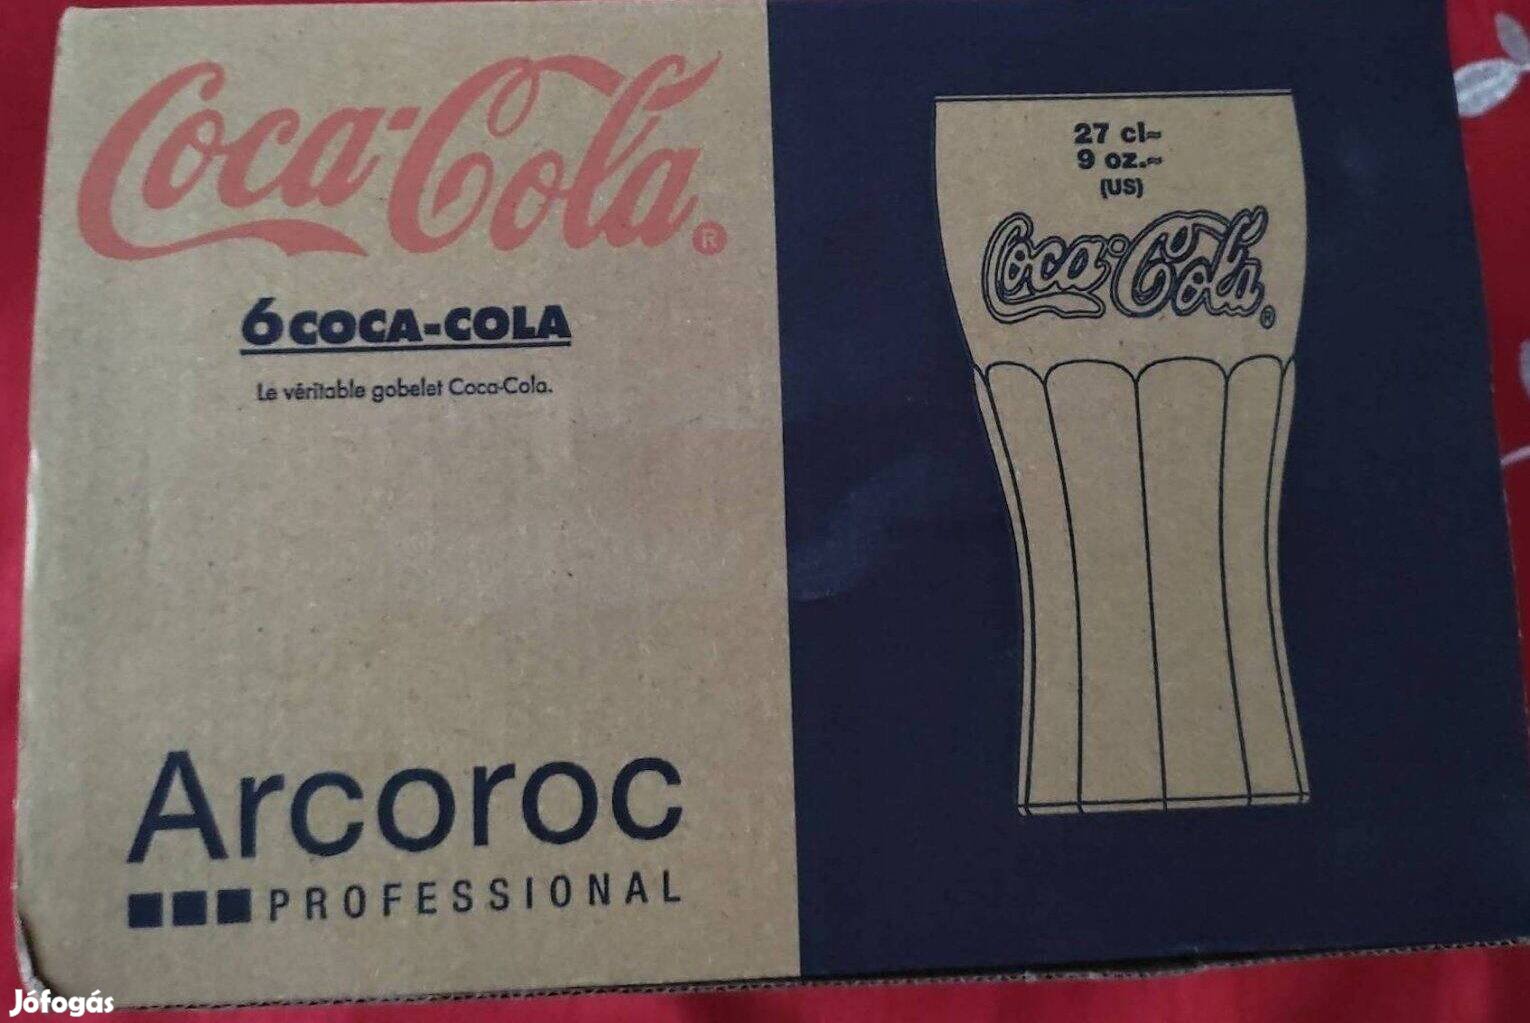 Coca-Cola®
6 COCA-COLA
Le véritable gobelet Coca-Cola.
Arcoroc
PROFESSIONAL
27 cl≈
9 oz.≈
(US)
Coca-Cola®
Jófogás